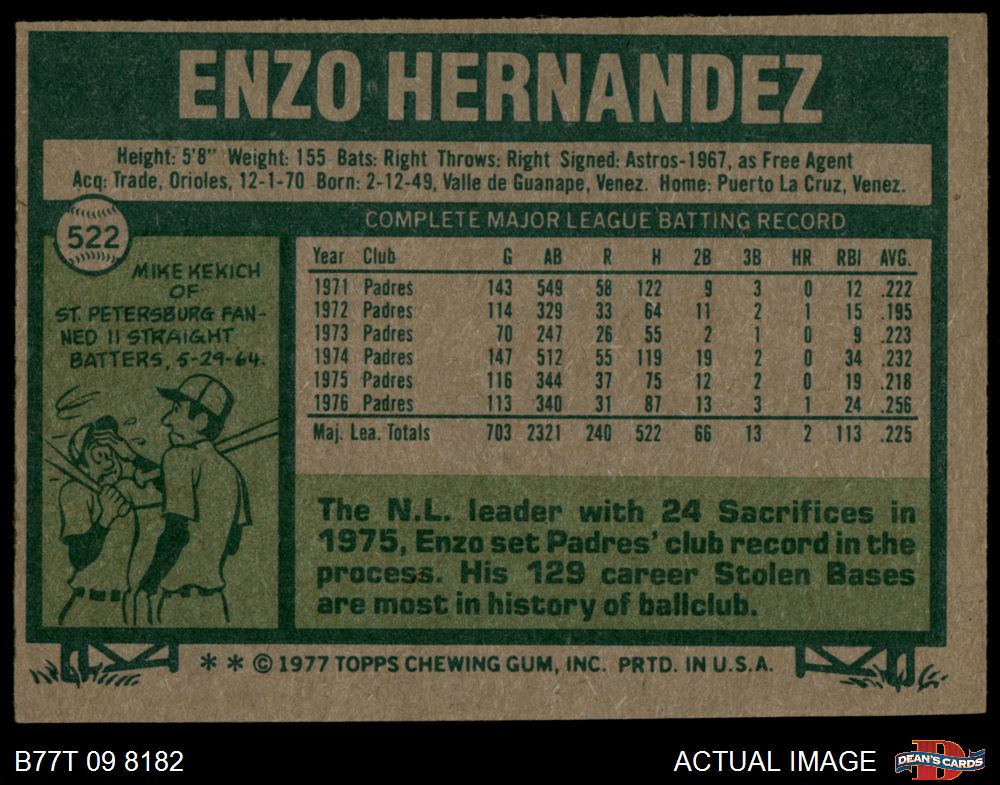 ENZO HERNANDEZ
Height: 5'8" Weight: 155 Bats: Right Throws: Right Signed: Astros-1967, as Free Agent
Acq: Trade, Orioles, 12-1-70 Born: 2-12-49, Valle de Guanape, Venez. Home: Puerto La Cruz, Venez.
522
COMPLETE MAJOR LEAGUE BATTING RECORD
MIKE KEKICH
OF
ST. PETERSBURG FAN-
NED 11 STRAIGHT
BATTERS, 5-29-64.
Year Club G AB R H 2B 3B HR RBI AVG.
1971 Padres 143 549 58 122 9 3 0 12 .222
1972 Padres 114 329 33 64 11 2 1 15 .195
1973 Padres 70 247 26 55 2 1 0 9 .223
1974 Padres 147 512 55 119 19 2 0 34 .232
1975 Padres 116 344 37 75 12 2 0 19 .218
1976 Padres 113 340 31 87 13 3 1 24 .256
Maj. Lea. Totals 703 2321 240 522 66 13 2 113 .225
The N.L. leader with 24 Sacrifices in
1975, Enzo set Padres' club record in the
process. His 129 career Stolen Bases
are most in history of ballclub.
* * © 1977 TOPPS CHEWING GUM, INC. PRTD. IN U.S.A.
B77T 09 8182
ACTUAL IMAGE
D
DEAN'S CARDS